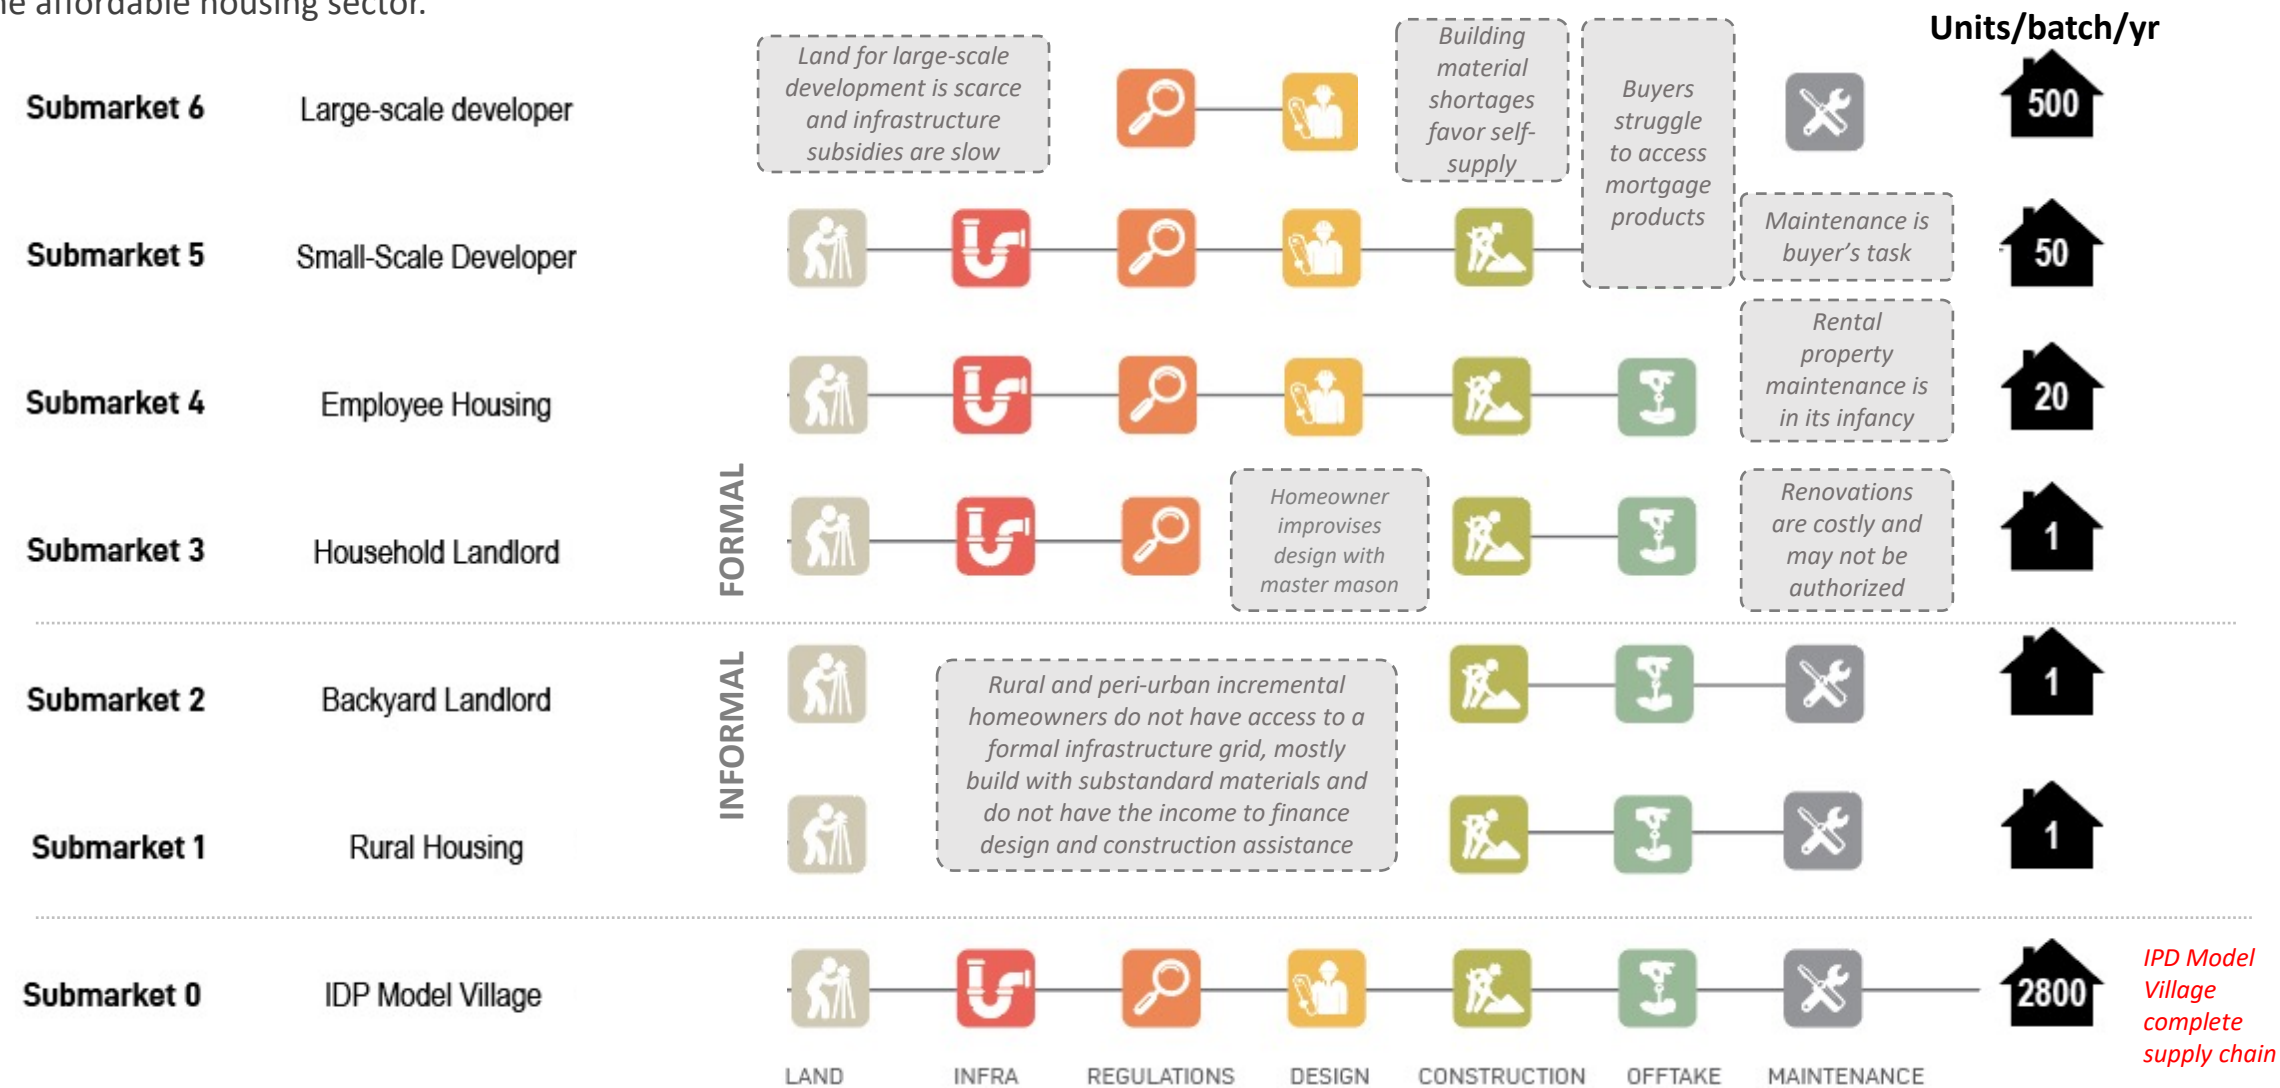 ne affordable housing sector.
Units/batch/yr
Submarket 6
Large-scale developer
Land for large-scale
development is scarce
and infrastructure
subsidies are slow
Building
material
shortages
favor self-
supply
Buyers
struggle
to access
mortgage
products
500
Submarket 5
Small-Scale Developer
Maintenance is
buyer's task
50
Submarket 4
Employee Housing
Rental
property
maintenance is
in its infancy
20
FORMAL
Submarket 3
Household Landlord
Homeowner
improvises
design with
master mason
Renovations
are costly and
may not be
authorized
1
INFORMAL
Submarket 2
Backyard Landlord
Rural and peri-urban incremental
homeowners do not have access to a
formal infrastructure grid, mostly
build with substandard materials and
do not have the income to finance
design and construction assistance
1
Submarket 1
Rural Housing
1
Submarket 0
IDP Model Village
2800
IPD Model
Village
complete
supply chain
LAND
INFRA
REGULATIONS
DESIGN
CONSTRUCTION
OFFTAKE
MAINTENANCE